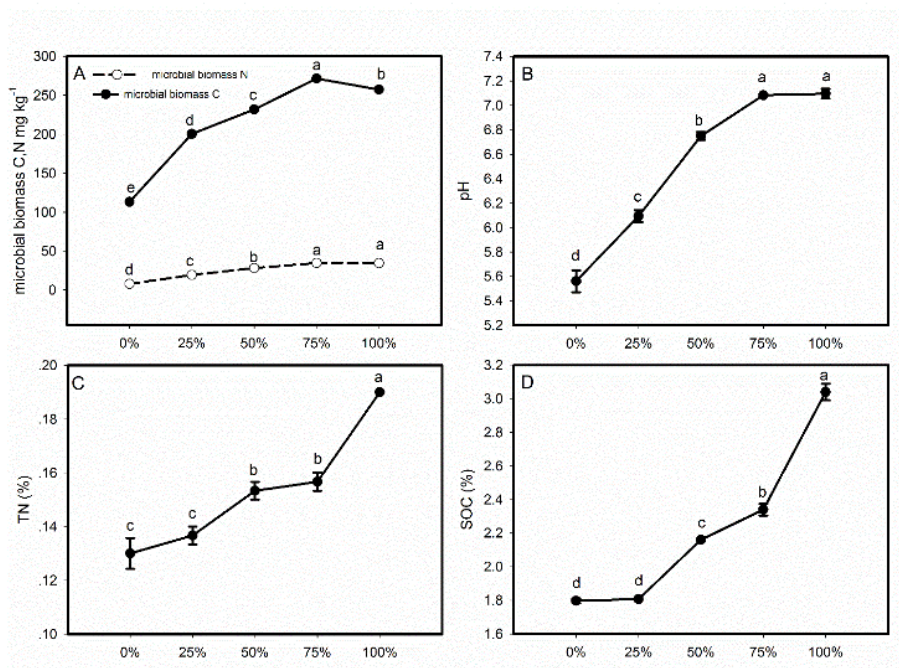 A
microbial biomass N
microbial biomass C
microbial biomass C,N mg kg-1
300
250
200
150
100
50
0
e
d
c
a
b
d
c
b
a
a
0%
25%
50%
75%
100%
B
pH
7.4
7.2
7.0
6.8
6.6
6.4
6.2
6.0
5.8
5.6
5.4
5.2
d
c
b
a
a
0%
25%
50%
75%
100%
C
TN (%)
.20
.18
.16
.14
.12
.10
c
c
b
b
a
0%
25%
50%
75%
100%
D
SOC (%)
3.2
3.0
2.8
2.6
2.4
2.2
2.0
1.8
1.6
d
d
c
b
a
0%
25%
50%
75%
100%